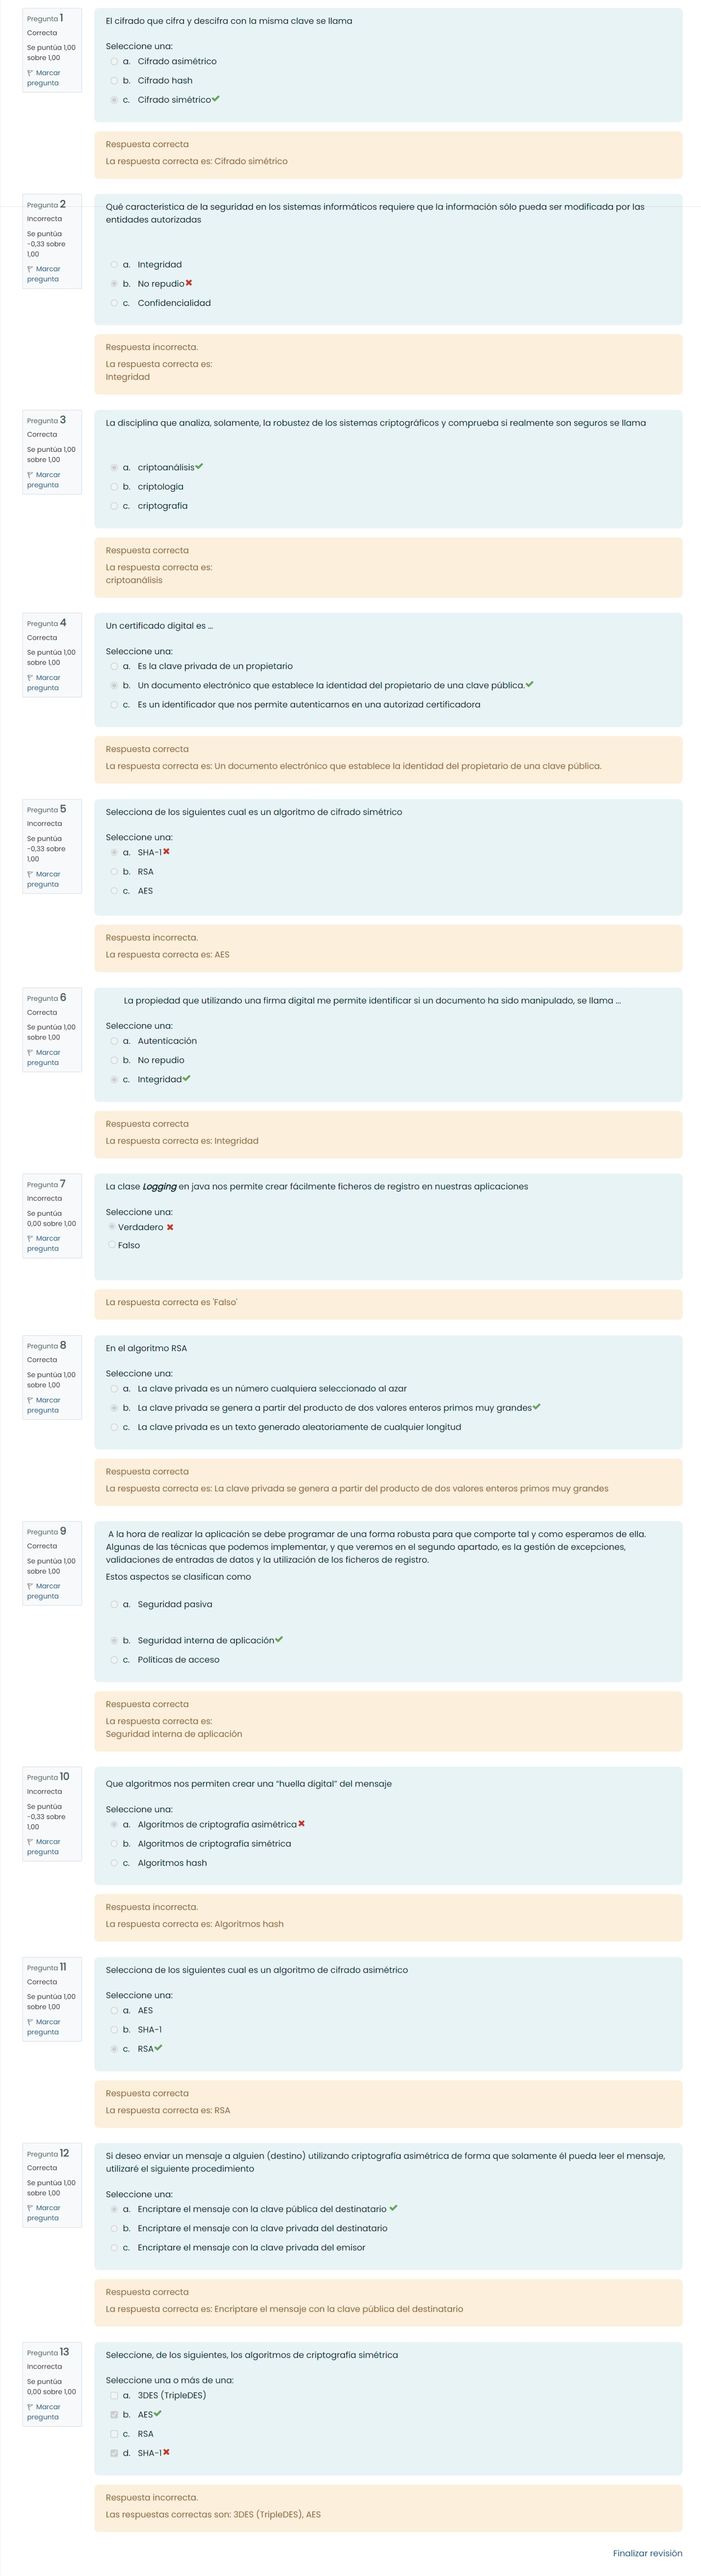 Pregunta 1
Correcta
Se puntúa 1,00
sobre 1,00
Marcar
pregunta
El cifrado que cifra y descifra con la misma clave se llama
Seleccione una:
a. Cifrado asimétrico
b. Cifrado hash
c. Cifrado simétrico
Respuesta correcta
La respuesta correcta es: Cifrado simétrico
Pregunta 2
Incorrecta
Se puntúa
-0,33 sobre
1,00
Marcar
pregunta
Qué característica de la seguridad en los sistemas informáticos requiere que la información sólo pueda ser modificada por las
entidades autorizadas
a. Integridad
b. No repudio
c. Confidencialidad
Respuesta incorrecta.
La respuesta correcta es:
Integridad
Pregunta 3
Correcta
Se puntúa 1,00
sobre 1,00
Marcar
pregunta
La disciplina que analiza, solamente, la robustez de los sistemas criptográficos y comprueba si realmente son seguros se llama
a. criptoanálisis
b. criptología
c. criptografía
Respuesta correcta
La respuesta correcta es:
criptoanálisis
Pregunta 4
Correcta
Se puntúa 1,00
sobre 1,00
Marcar
pregunta
Un certificado digital es ...
Seleccione una:
a. Es la clave privada de un propietario
b. Un documento electrónico que establece la identidad del propietario de una clave pública.
c. Es un identificador que nos permite autenticarnos en una autorizad certificadora
Respuesta correcta
La respuesta correcta es: Un documento electrónico que establece la identidad del propietario de una clave pública.
Pregunta 5
Incorrecta
Se puntúa
-0,33 sobre
1,00
Marcar
pregunta
Selecciona de los siguientes cual es un algoritmo de cifrado simétrico
Seleccione una:
a. SHA-1
b. RSA
c. AES
Respuesta incorrecta.
La respuesta correcta es: AES
Pregunta 6
Correcta
Se puntúa 1,00
sobre 1,00
Marcar
pregunta
La propiedad que utilizando una firma digital me permite identificar si un documento ha sido manipulado, se llama ...
Seleccione una:
a. Autenticación
b. No repudio
c. Integridad
Respuesta correcta
La respuesta correcta es: Integridad
Pregunta 7
Incorrecta
Se puntúa
0,00 sobre 1,00
Marcar
pregunta
La clase Logging en java nos permite crear fácilmente ficheros de registro en nuestras aplicaciones
Seleccione una:
Verdadero
Falso
La respuesta correcta es 'Falso'
Pregunta 8
Correcta
Se puntúa 1,00
sobre 1,00
Marcar
pregunta
En el algoritmo RSA
Seleccione una:
a. La clave privada es un número cualquiera seleccionado al azar
b. La clave privada se genera a partir del producto de dos valores enteros primos muy grandes
c. La clave privada es un texto generado aleatoriamente de cualquier longitud
Respuesta correcta
La respuesta correcta es: La clave privada se genera a partir del producto de dos valores enteros primos muy grandes
Pregunta 9
Correcta
Se puntúa 1,00
sobre 1,00
Marcar
pregunta
A la hora de realizar la aplicación se debe programar de una forma robusta para que comporte tal y como esperamos de ella.
Algunas de las técnicas que podemos implementar, y que veremos en el segundo apartado, es la gestión de excepciones,
validaciones de entradas de datos y la utilización de los ficheros de registro.
Estos aspectos se clasifican como
a. Seguridad pasiva
b. Seguridad interna de aplicación
c. Políticas de acceso
Respuesta correcta
La respuesta correcta es:
Seguridad interna de aplicación
Pregunta 10
Incorrecta
Se puntúa
-0,33 sobre
1,00
Marcar
pregunta
Que algoritmos nos permiten crear una “huella digital” del mensaje
Seleccione una:
a. Algoritmos de criptografía asimétrica
b. Algoritmos de criptografía simétrica
c. Algoritmos hash
Respuesta incorrecta.
La respuesta correcta es: Algoritmos hash
Pregunta 11
Correcta
Se puntúa 1,00
sobre 1,00
Marcar
pregunta
Selecciona de los siguientes cual es un algoritmo de cifrado asimétrico
Seleccione una:
a. AES
b. SHA-1
c. RSA
Respuesta correcta
La respuesta correcta es: RSA
Pregunta 12
Correcta
Se puntúa 1,00
sobre 1,00
Marcar
pregunta
Si deseo enviar un mensaje a alguien (destino) utilizando criptografía asimétrica de forma que solamente él pueda leer el mensaje,
utilizaré el siguiente procedimiento
Seleccione una:
a. Encriptare el mensaje con la clave pública del destinatario
b. Encriptare el mensaje con la clave privada del destinatario
c. Encriptare el mensaje con la clave privada del emisor
Respuesta correcta
La respuesta correcta es: Encriptare el mensaje con la clave pública del destinatario
Pregunta 13
Incorrecta
Se puntúa
0,00 sobre 1,00
Marcar
pregunta
Seleccione, de los siguientes, los algoritmos de criptografía simétrica
Seleccione una o más de una:
a. 3DES (TripleDES)
b. AES
c. RSA
d. SHA-1
Respuesta incorrecta.
Las respuestas correctas son: 3DES (TripleDES), AES
Finalizar revisión